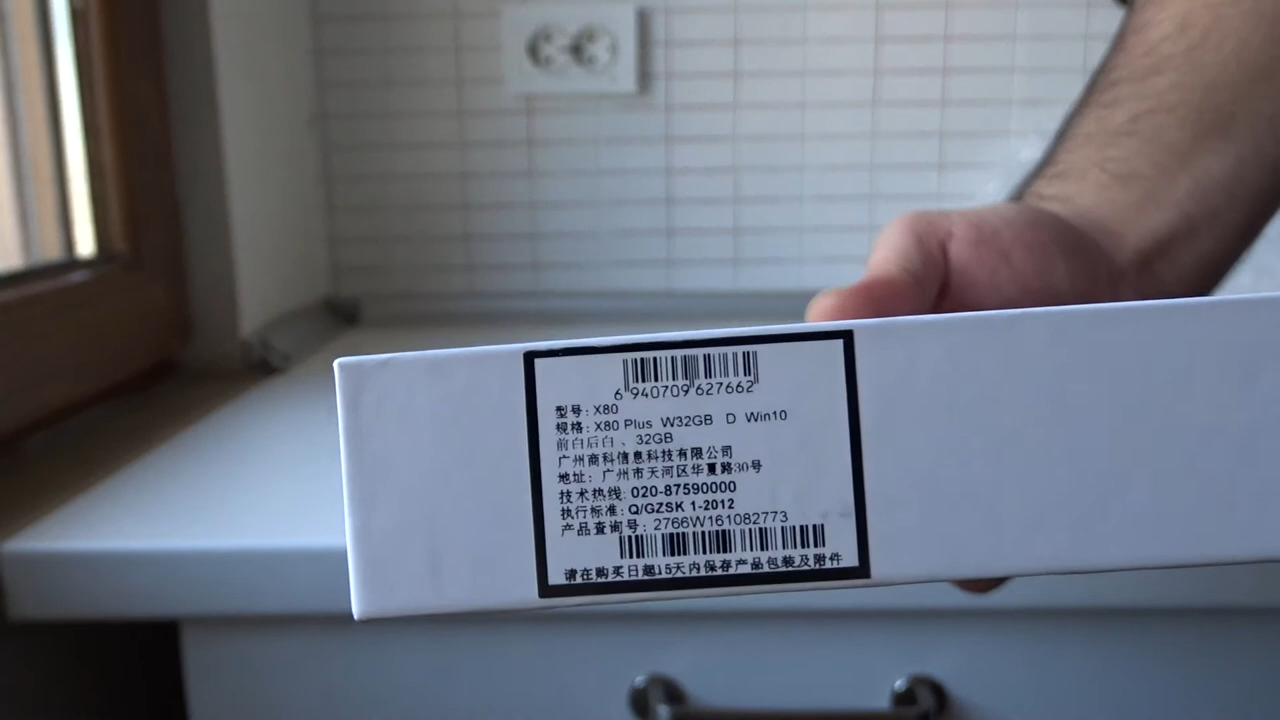 6 940709 627662
型号: X80
规格: X80 Plus W32GB D Win10
前白后白 、 32GB
广州商科信息科技有限公司
地址: 广州市天河区华夏路30号
技术热线: 020-87590000
执行标准: Q/GZSK 1-2012
产品查询号: 2766W161082773
请在购买日起15天内保存产品包装及附件